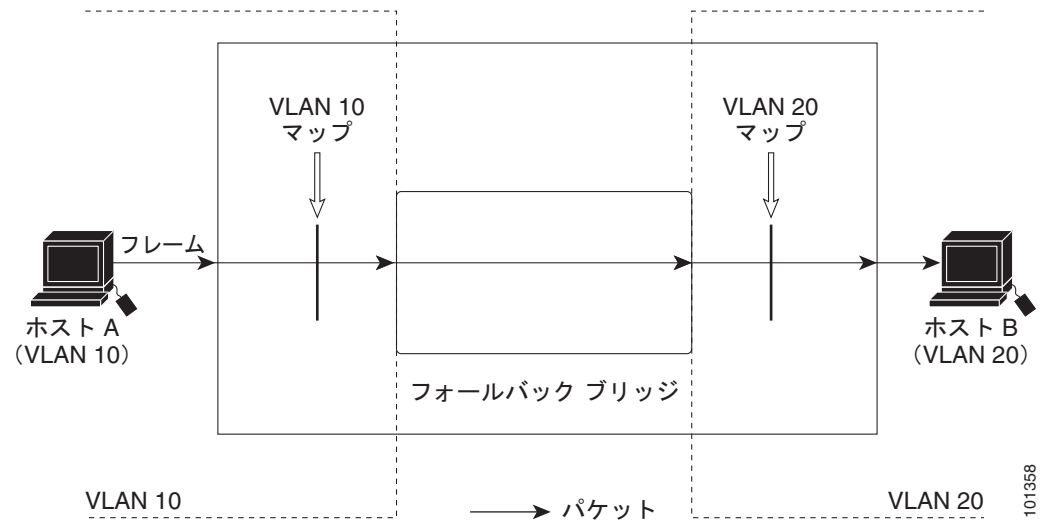 VLAN 10
マップ
VLAN 20
マップ
フレーム
ホスト A
（VLAN 10）
ホスト B
（VLAN 20）
フォールバック ブリッジ
VLAN 10
パケット
VLAN 20
101358